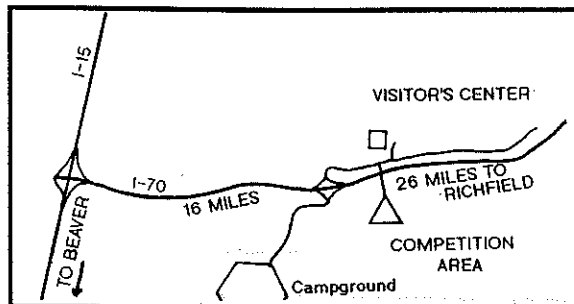 I-15
VISITOR'S CENTER
I-70
16 MILES
26 MILES TO
RICHFIELD
TO BEAVER
COMPETITION
AREA
Campground